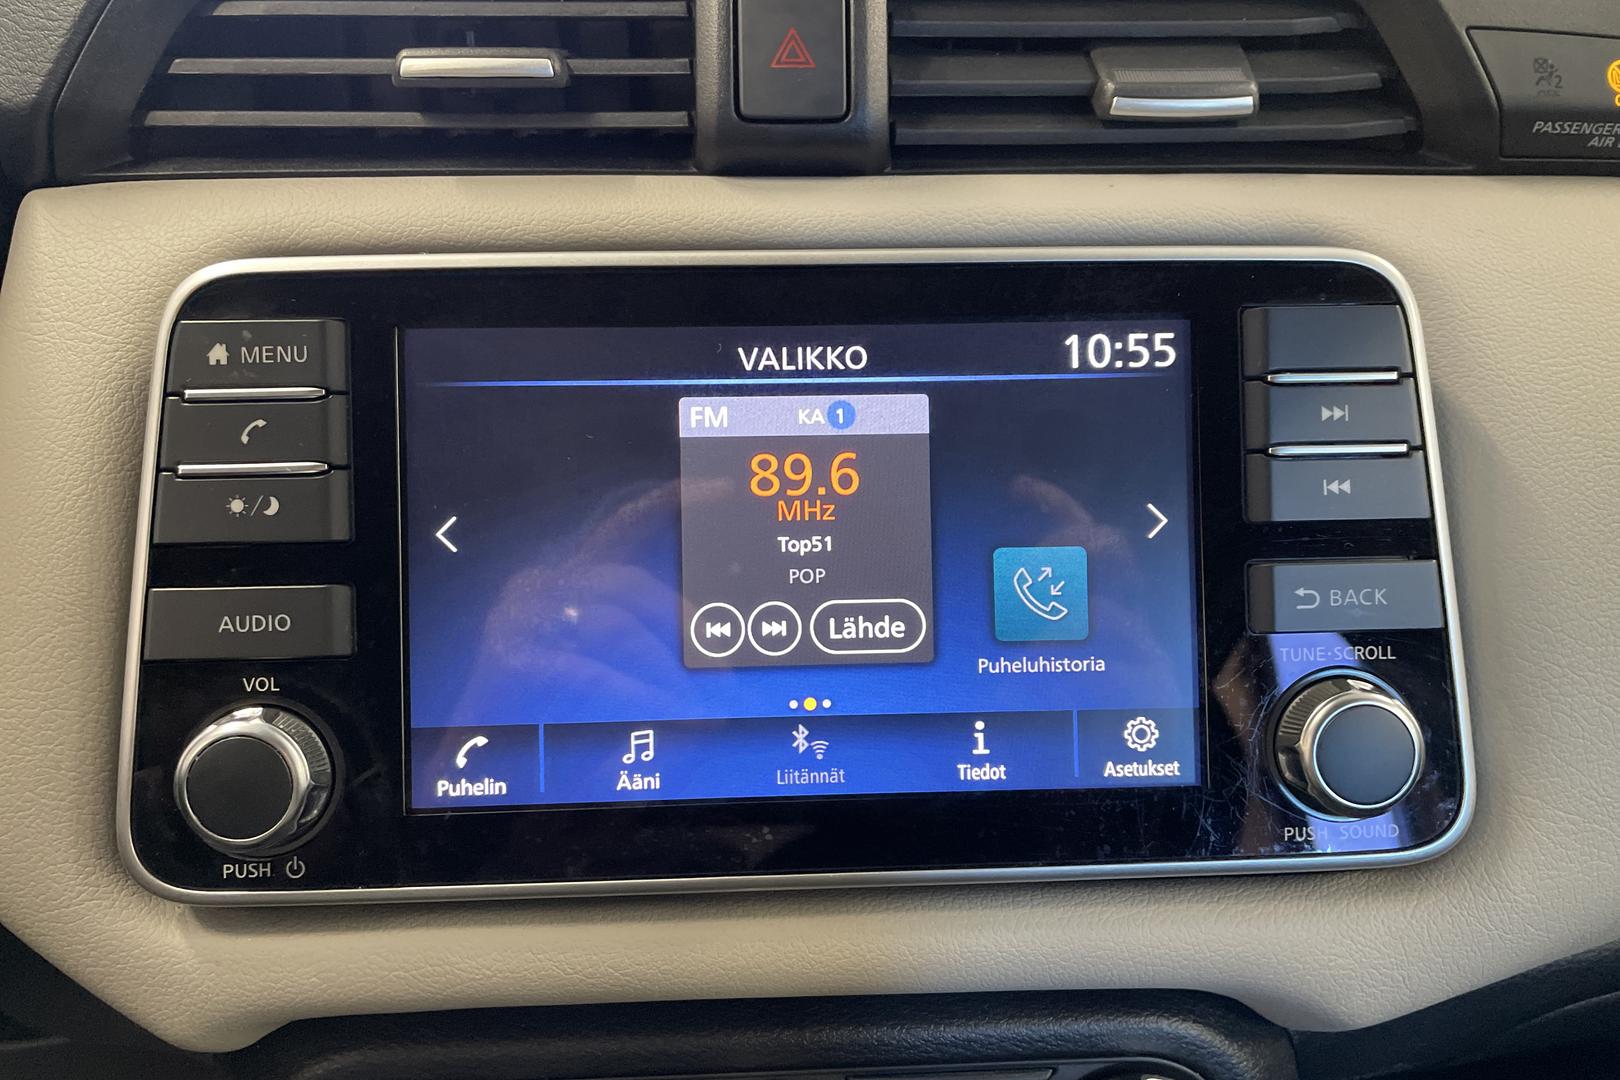 PASSENGER
AIR
MENU
AUDIO
VOL
PUSH
VALIKKO
10:55
FM
KA 1
89.6
MHz
Top51
POP
Lähde
Puheluhistoria
Puhelin
Ääni
Liitännät
Tiedot
Asetukset
BACK
TUNE·SCROLL
PUSH SOUND